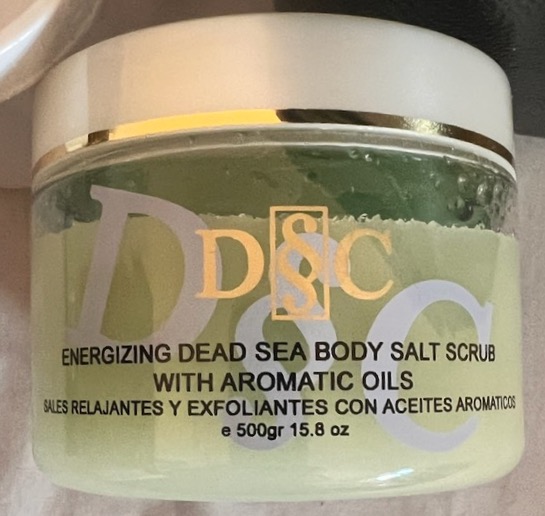 D§C
ENERGIZING DEAD SEA BODY SALT SCRUB
WITH AROMATIC OILS
SALES RELAJANTES Y EXFOLIANTES CON ACEITES AROMATICOS
e 500gr 15.8 oz